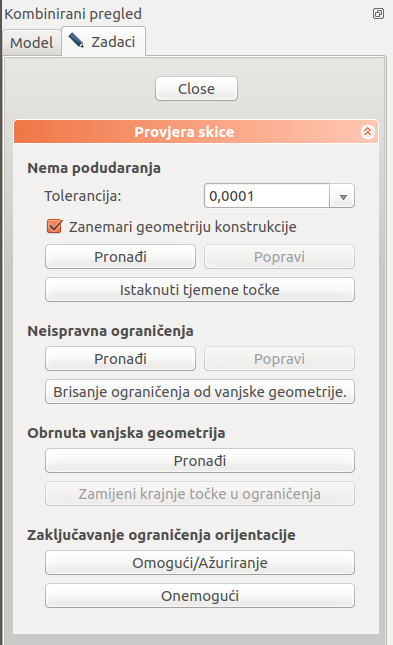 Kombinirani pregled
Model Zadaci
Close
Provjera skice
Nema podudaranja
Tolerancija: 0,0001
Zanemari geometriju konstrukcije
Pronađi Popravi
Istaknuti tjemene točke
Neispravna ograničenja
Pronađi Popravi
Brisanje ograničenja od vanjske geometrije.
Obrnuta vanjska geometrija
Pronađi
Zamijeni krajnje točke u ograničenja
Zaključavanje ograničenja orijentacije
Omogući/Ažuriranje
Onemogući